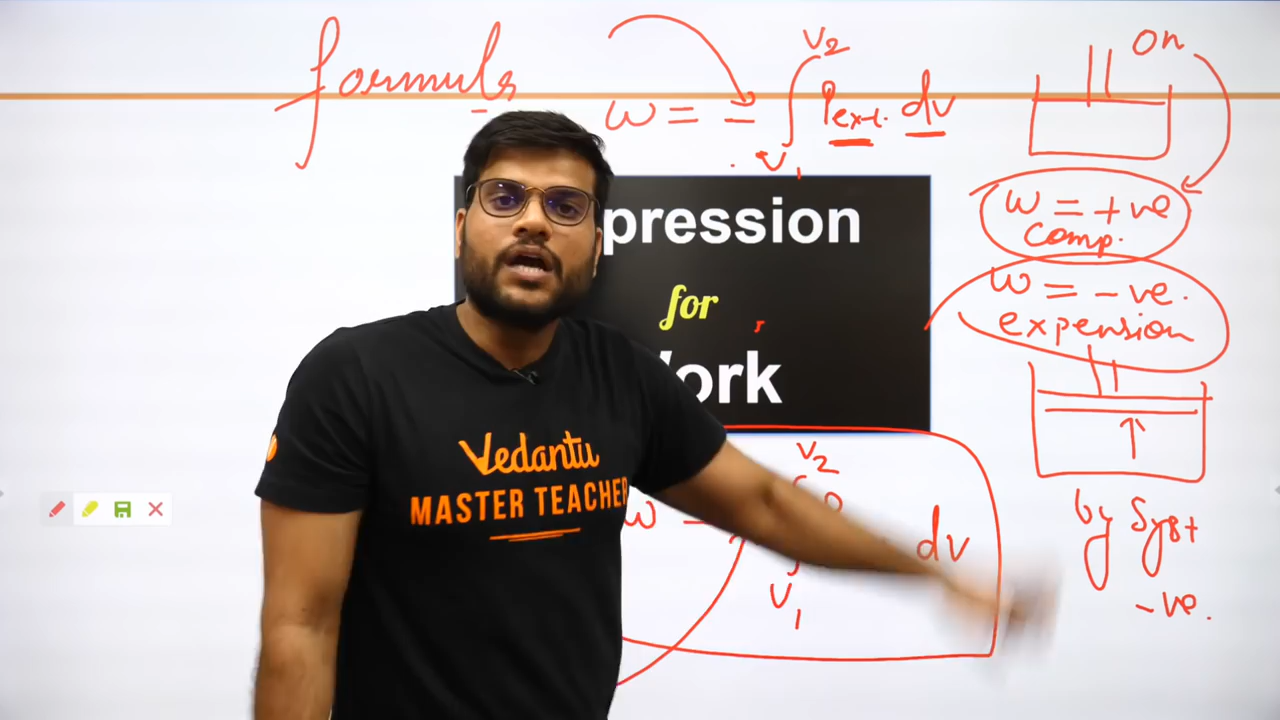 formula
w = - ∫ Pext. dv
V2
V1
on
w = +ve
comp.
w = -ve.
expension
pression
for
ork
Vedantu
MASTER TEACHER
V2
w -
dv
V1
by Syst
-ve.